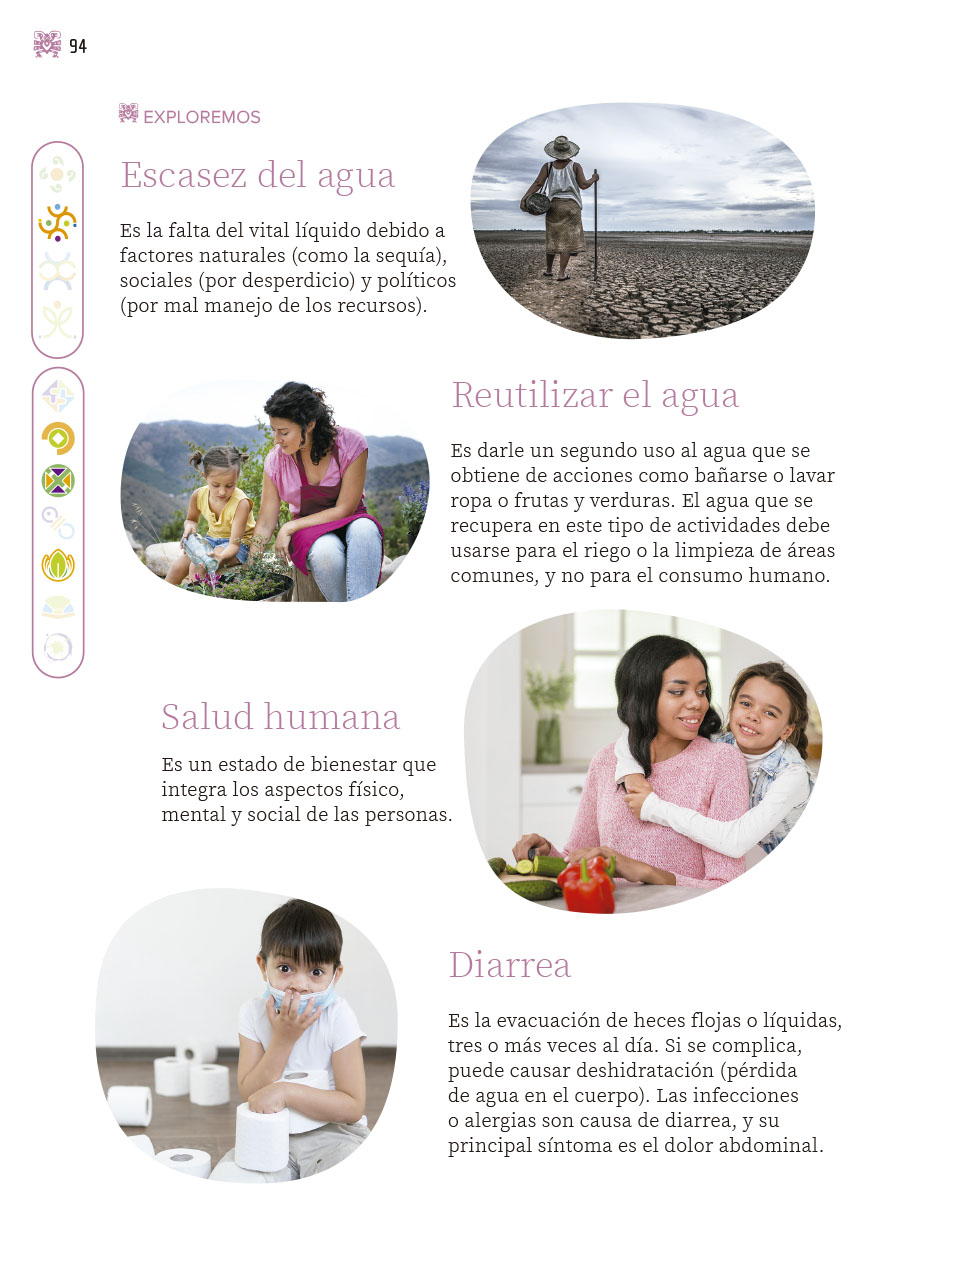 94
EXPLOREMOS
Escasez del agua
Es la falta del vital líquido debido a
factores naturales (como la sequía),
sociales (por desperdicio) y políticos
(por mal manejo de los recursos).
Reutilizar el agua
Es darle un segundo uso al agua que se
obtiene de acciones como bañarse o lavar
ropa o frutas y verduras. El agua que se
recupera en este tipo de actividades debe
usarse para el riego o la limpieza de áreas
comunes, y no para el consumo humano.
Salud humana
Es un estado de bienestar que
integra los aspectos físico,
mental y social de las personas.
Diarrea
Es la evacuación de heces flojas o líquidas,
tres o más veces al día. Si se complica,
puede causar deshidratación (pérdida
de agua en el cuerpo). Las infecciones
o alergias son causa de diarrea, y su
principal síntoma es el dolor abdominal.